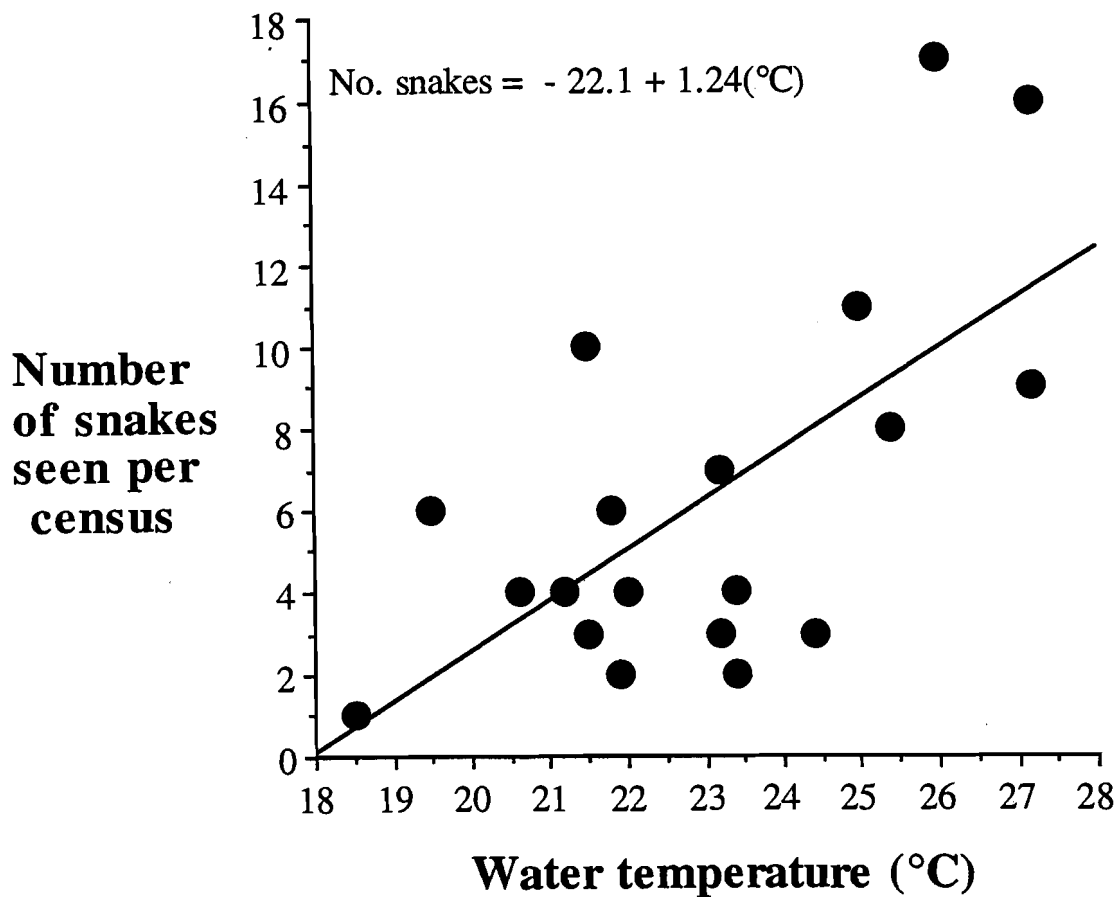 18
16
14
12
10
8
6
4
2
0
No. snakes = - 22.1 + 1.24(°C)
Number
of snakes
seen per
census
18 19 20 21 22 23 24 25 26 27 28
Water temperature (°C)